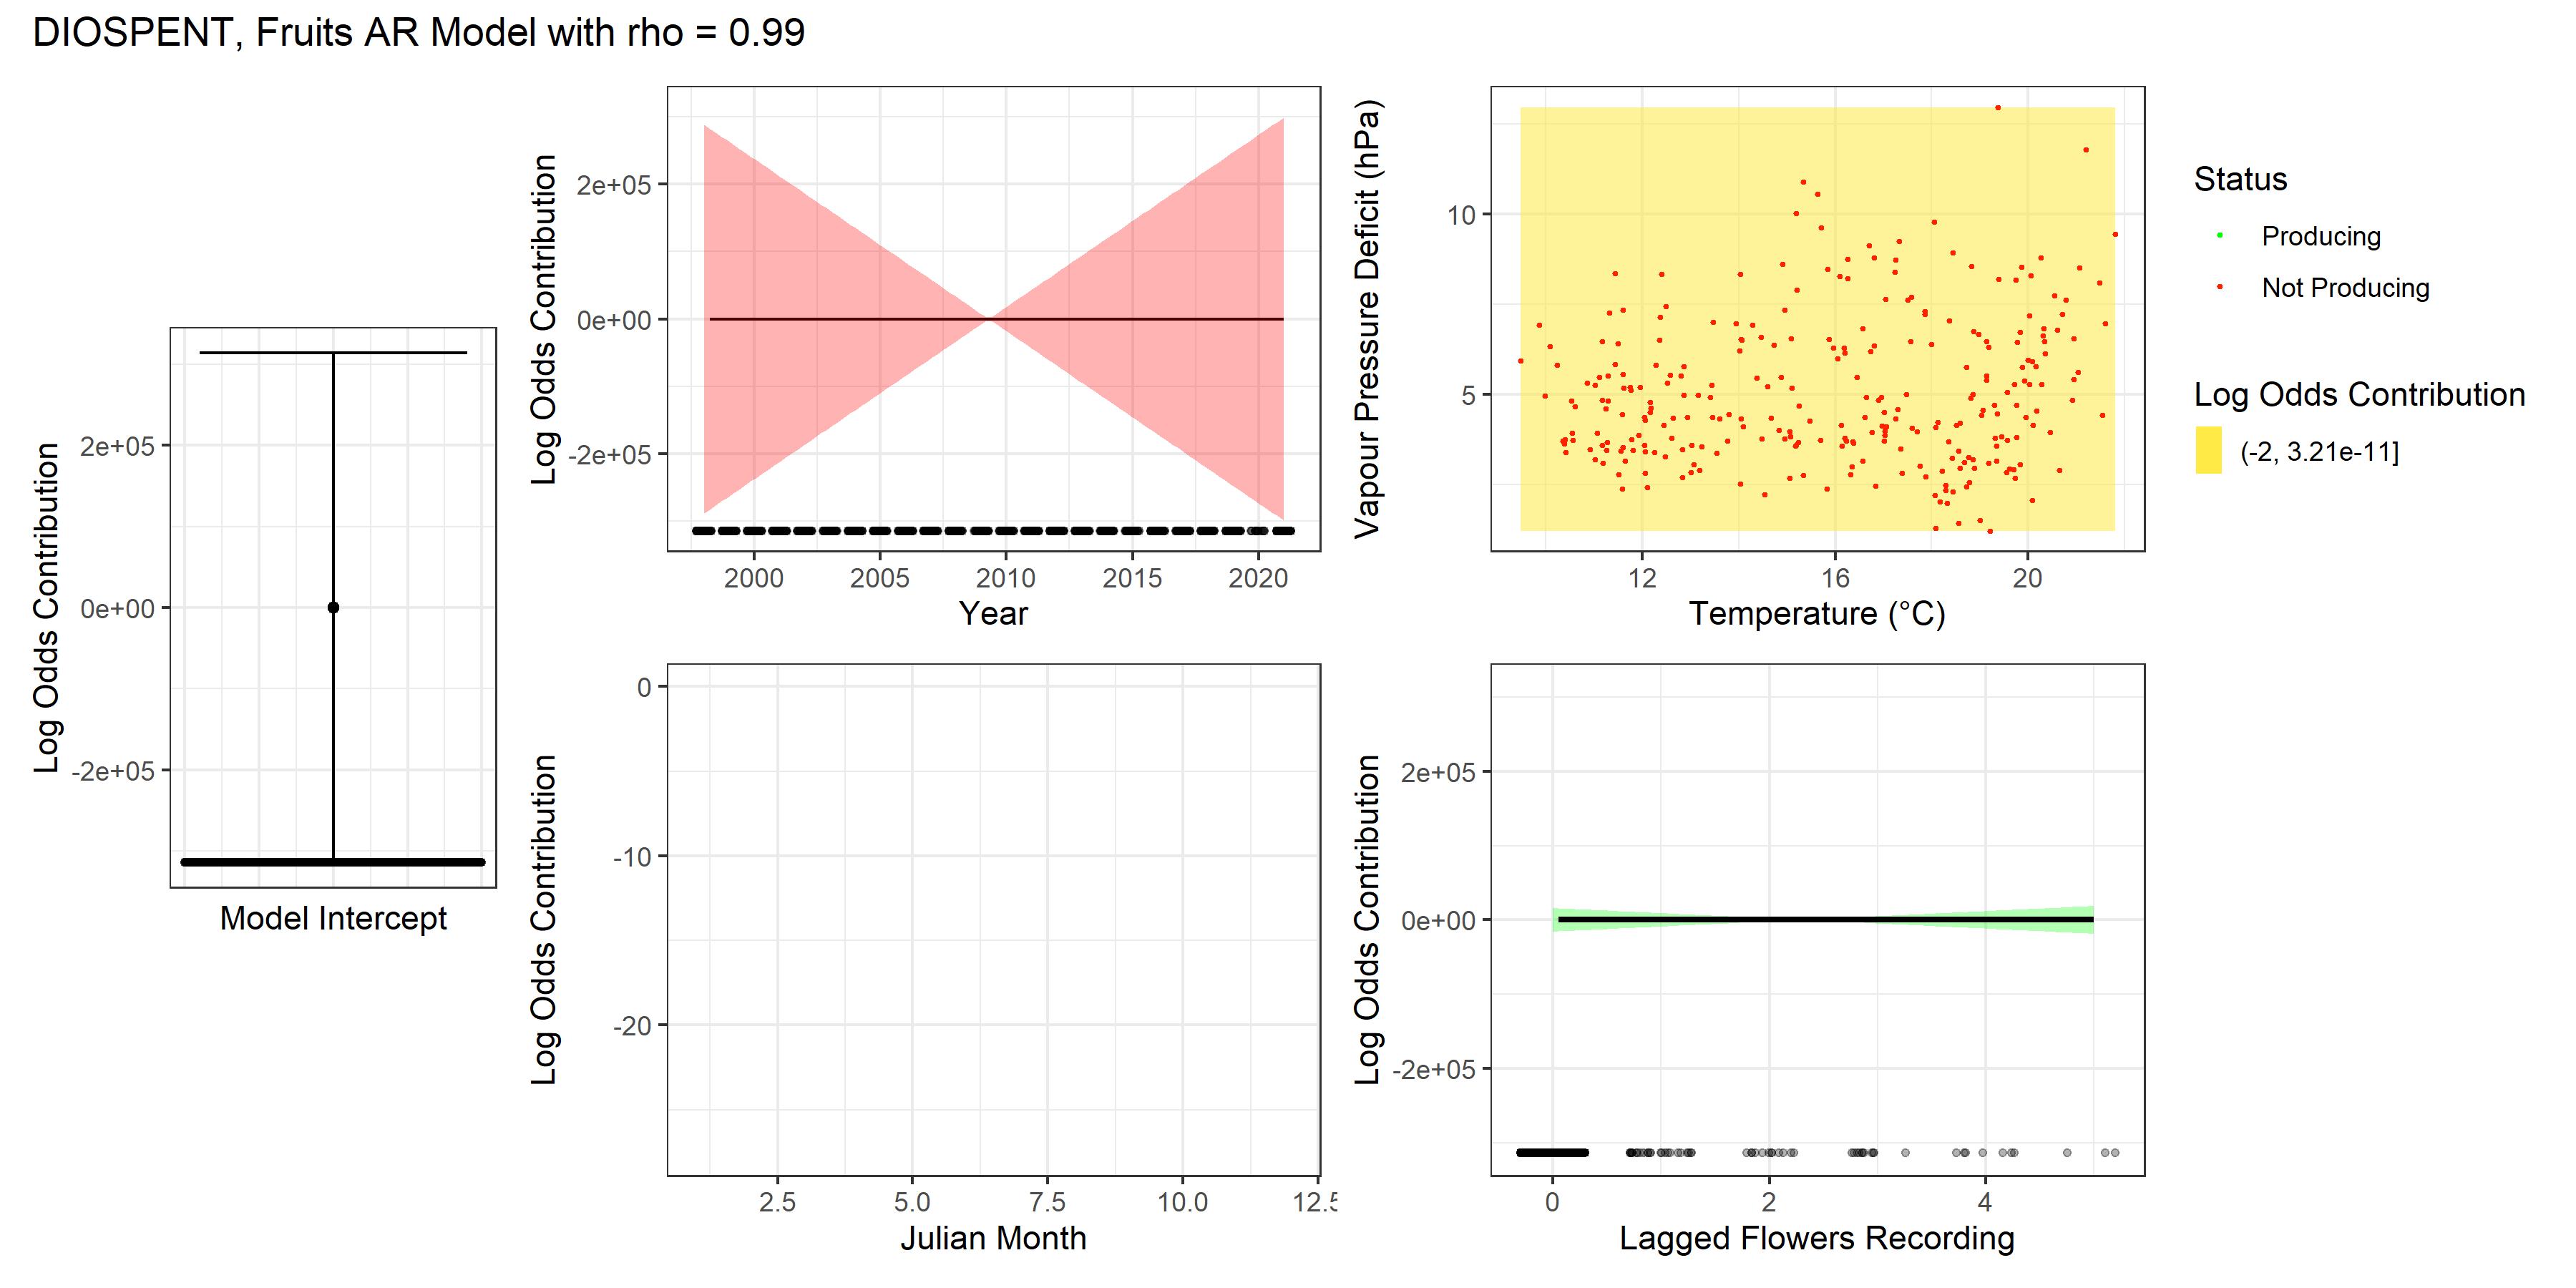 DIOSPENT, Fruits AR Model with rho = 0.99
Log Odds Contribution
2e+05
0e+00
-2e+05
Model Intercept
Log Odds Contribution
2e+05
0e+00
-2e+05
2000 2005 2010 2015 2020
Year
Vapour Pressure Deficit (hPa)
10
5
12 16 20
Temperature (°C)
Status
Producing
Not Producing
Log Odds Contribution
(-2, 3.21e-11]
Log Odds Contribution
0
-10
-20
2.5 5.0 7.5 10.0 12.5
Julian Month
Log Odds Contribution
2e+05
0e+00
-2e+05
0 2 4
Lagged Flowers Recording